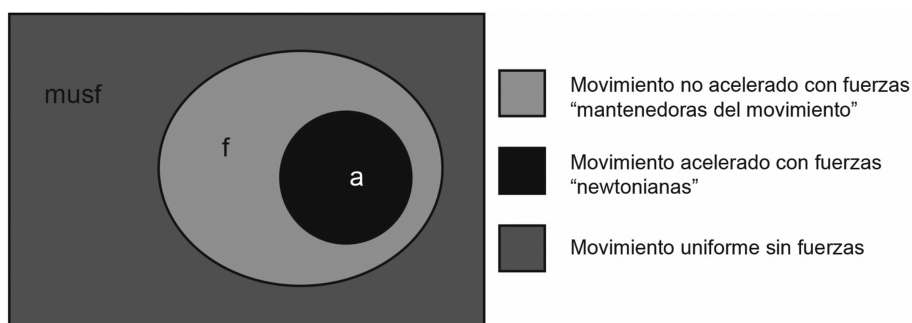 musf
f
a
Movimiento no acelerado con fuerzas
“mantenedoras del movimiento”
Movimiento acelerado con fuerzas
“newtonianas”
Movimiento uniforme sin fuerzas